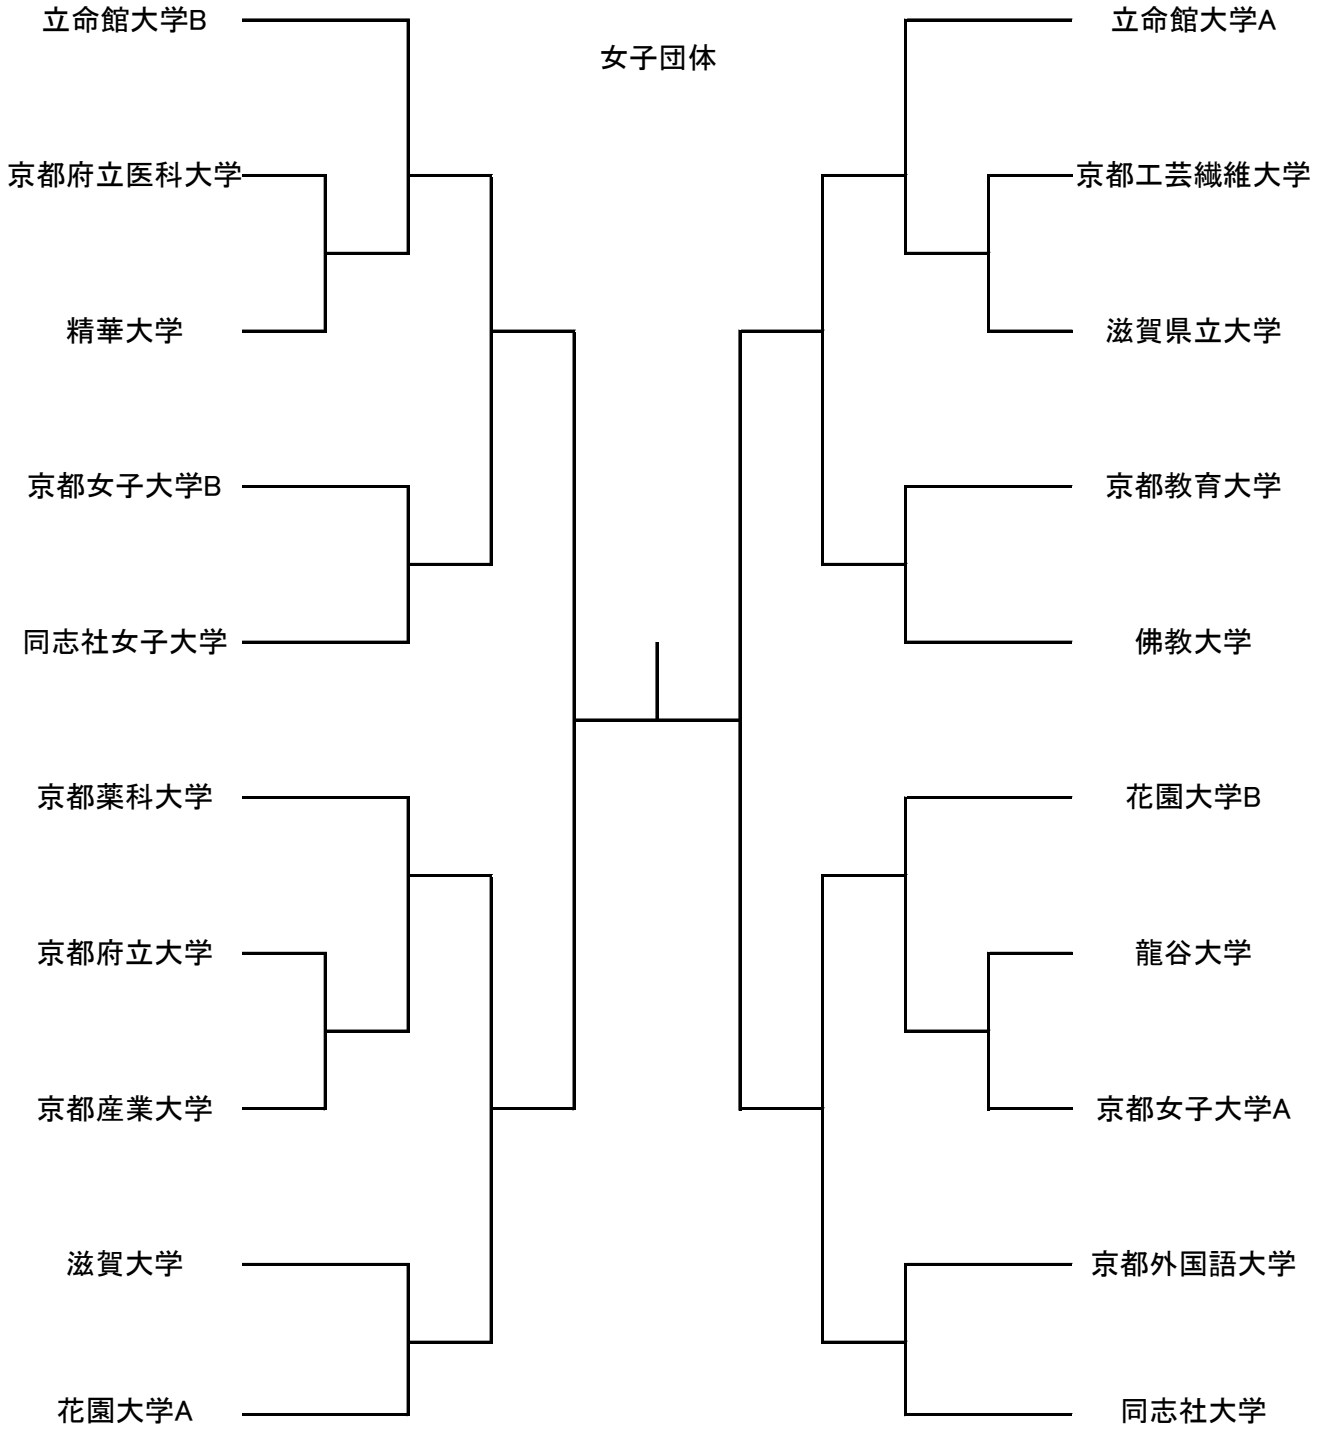 女子団体
立命館大学B
京都府立医科大学
精華大学
京都女子大学B
同志社女子大学
京都薬科大学
京都府立大学
京都産業大学
滋賀大学
花園大学A
立命館大学A
京都工芸繊維大学
滋賀県立大学
京都教育大学
佛教大学
花園大学B
龍谷大学
京都女子大学A
京都外国語大学
同志社大学